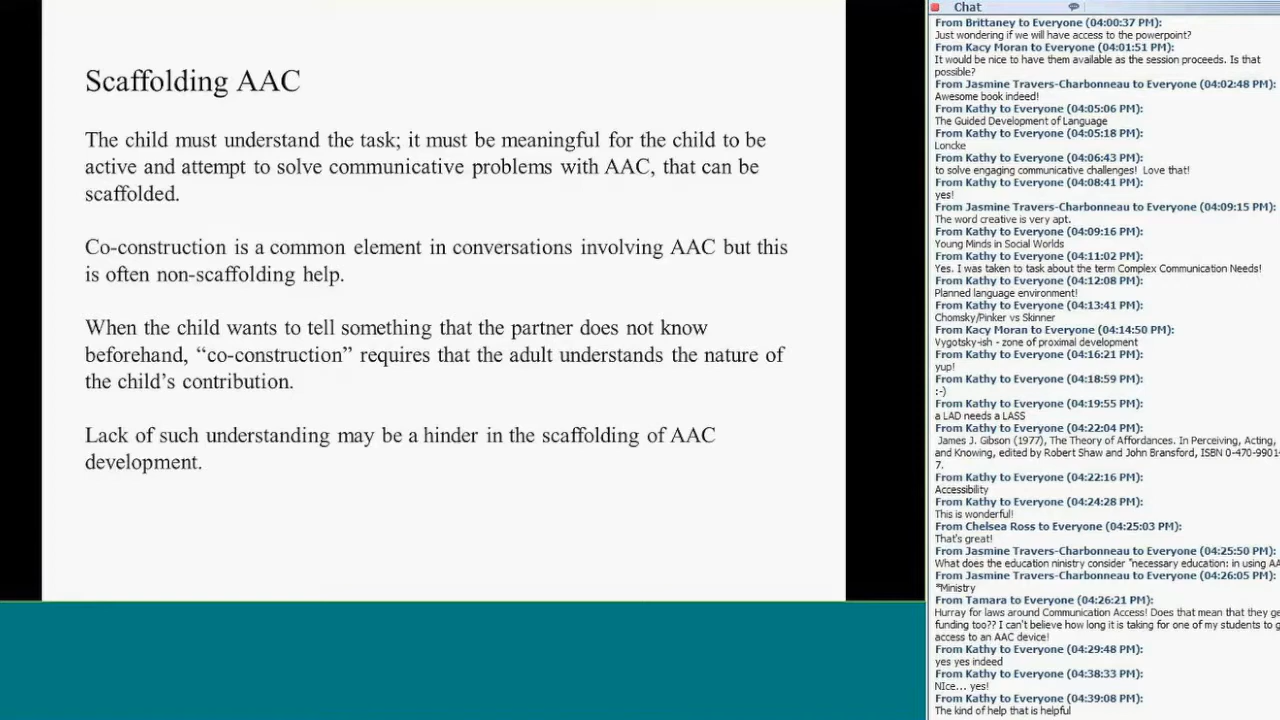 Scaffolding AAC
The child must understand the task; it must be meaningful for the child to be
active and attempt to solve communicative problems with AAC, that can be
scaffolded.
Co-construction is a common element in conversations involving AAC but this
is often non-scaffolding help.
When the child wants to tell something that the partner does not know
beforehand, “co-construction” requires that the adult understands the nature of
the child’s contribution.
Lack of such understanding may be a hinder in the scaffolding of AAC
development.
Chat
From Brittaney to Everyone (04:00:37 PM):
Just wondering if we will have access to the powerpoint?
From Kacy Moran to Everyone (04:01:51 PM):
It would be nice to have them available as the session proceeds. Is that
possible?
From Jasmine Travers-Charbonneau to Everyone (04:02:48 PM):
Awesome book indeed!
From Kathy to Everyone (04:05:06 PM):
The Guided Development of Language
From Kathy to Everyone (04:05:18 PM):
Loncke
From Kathy to Everyone (04:06:43 PM):
to solve engaging communicative challenges! Love that!
From Kathy to Everyone (04:08:41 PM):
yes!
From Jasmine Travers-Charbonneau to Everyone (04:09:15 PM):
The word creative is very apt.
From Kathy to Everyone (04:09:16 PM):
Young Minds in Social Worlds
From Kathy to Everyone (04:11:02 PM):
Yes. I was taken to task about the term Complex Communication Needs!
From Kathy to Everyone (04:12:08 PM):
Planned language environment!
From Kathy to Everyone (04:13:41 PM):
Chomsky/Pinker vs Skinner
From Kacy Moran to Everyone (04:14:50 PM):
Vygotsky-ish - zone of proximal development
From Kathy to Everyone (04:16:21 PM):
yup!
From Kathy to Everyone (04:18:59 PM):
:-)
From Kathy to Everyone (04:19:55 PM):
a LAD needs a LASS
From Kathy to Everyone (04:22:04 PM):
James J. Gibson (1977), The Theory of Affordances. In Perceiving, Acting,
and Knowing, edited by Robert Shaw and John Bransford, ISBN 0-470-9901-
7.
From Kathy to Everyone (04:22:16 PM):
Accessibility
From Kathy to Everyone (04:24:28 PM):
This is wonderful!
From Chelsea Ross to Everyone (04:25:03 PM):
That's great!
From Jasmine Travers-Charbonneau to Everyone (04:25:50 PM):
What does the education ninistry consider "necessary education: in using AA
From Jasmine Travers-Charbonneau to Everyone (04:26:05 PM):
*Ministry
From Tamara to Everyone (04:26:21 PM):
Hurray for laws around Communication Access! Does that mean that they ge
funding too?? I can't believe how long it is taking for one of my students to g
access to an AAC device!
From Kathy to Everyone (04:29:48 PM):
yes yes indeed
From Kathy to Everyone (04:38:33 PM):
NIce... yes!
From Kathy to Everyone (04:39:08 PM):
The kind of help that is helpful